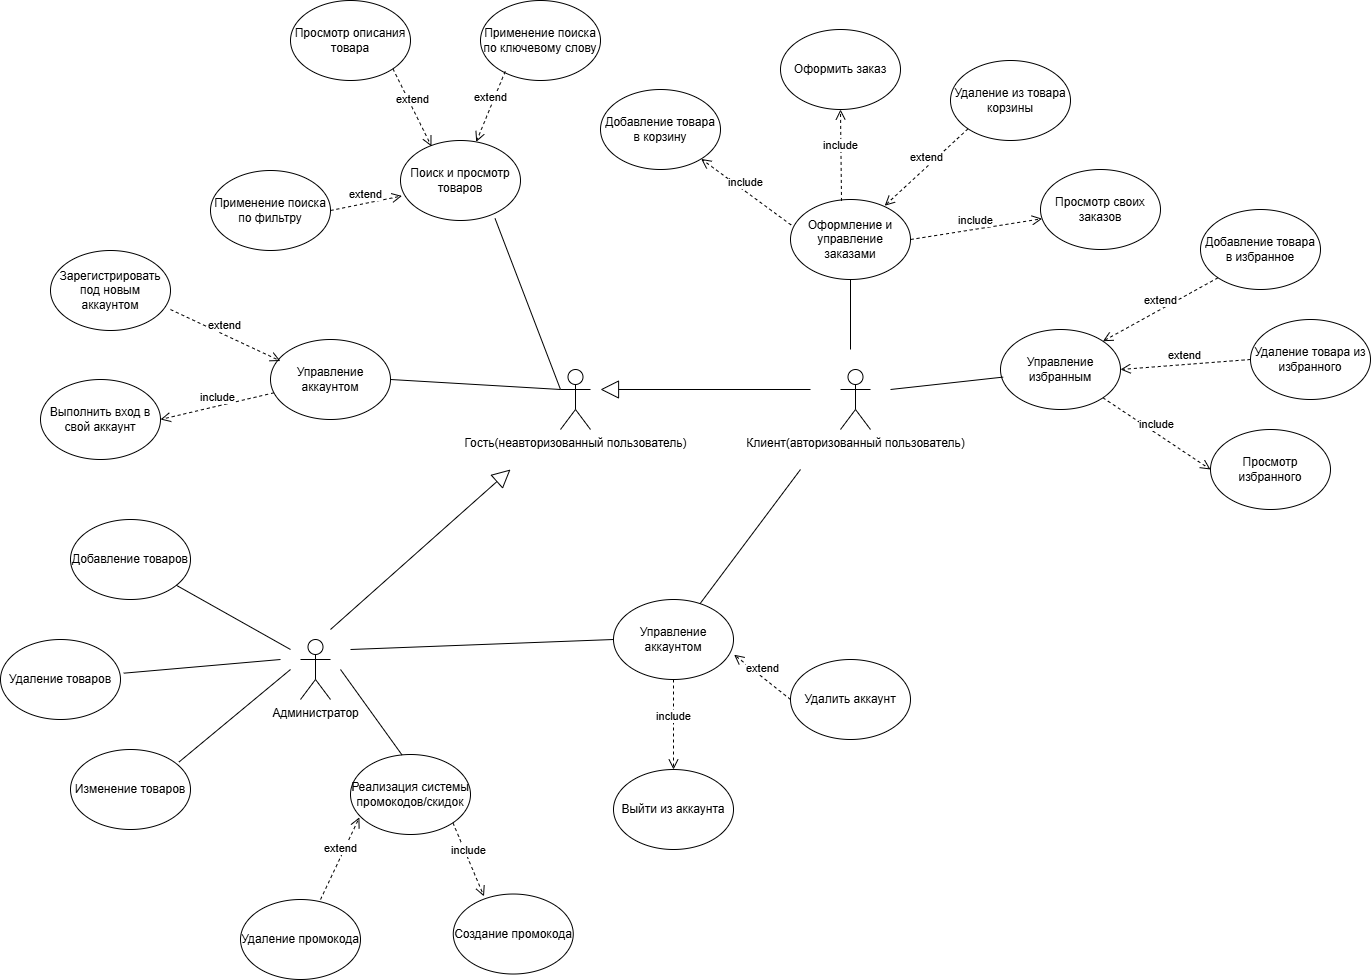 Просмотр описания
товара
Применение поиска
по ключевому слову
extend
extend
Поиск и просмотр
товаров
Применение поиска
по фильтру
extend
Оформить заказ
Удаление из товара
корзины
Добавление товара
в корзину
include
extend
include
Просмотр своих
заказов
include
Оформление и
управление
заказами
Добавление товара
в избранное
extend
Зарегистрировать
под новым
аккаунтом
extend
Управление
аккаунтом
include
Выполнить вход в
свой аккаунт
Гость(неавторизованный пользователь)
Клиент(авторизованный пользователь)
Управление
избранным
extend
Удаление товара из
избранного
include
Просмотр
избранного
Добавление товаров
Удаление товаров
Изменение товаров
Администратор
Управление
аккаунтом
extend
Удалить аккаунт
include
Выйти из аккаунта
Реализация системы
промокодов/скидок
extend
include
Удаление промокода
Создание промокода